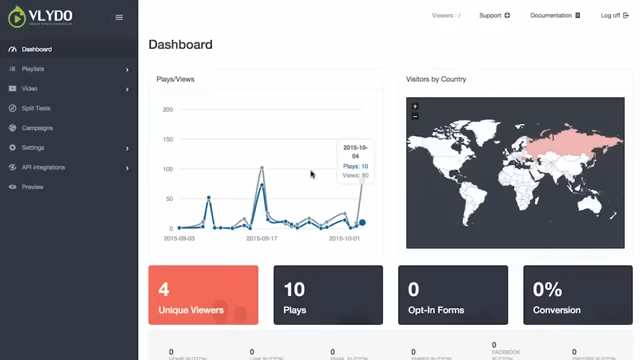 VLYDO
Viewers : /
Support
Documentation
Log off
Dashboard
Playlists
Video
Split Tests
Campaigns
Settings
API integrations
Preview
Dashboard
Plays/Views
200
150
100
50
0
2015-09-03
2015-09-17
2015-10-01
2015-10-
04
Plays: 10
Views: 80
Visitors by Country
+
-
4
Unique Viewers
10
Plays
0
Opt-In Forms
0%
Conversion
0
0
0
0
0
0
FACEBOOK